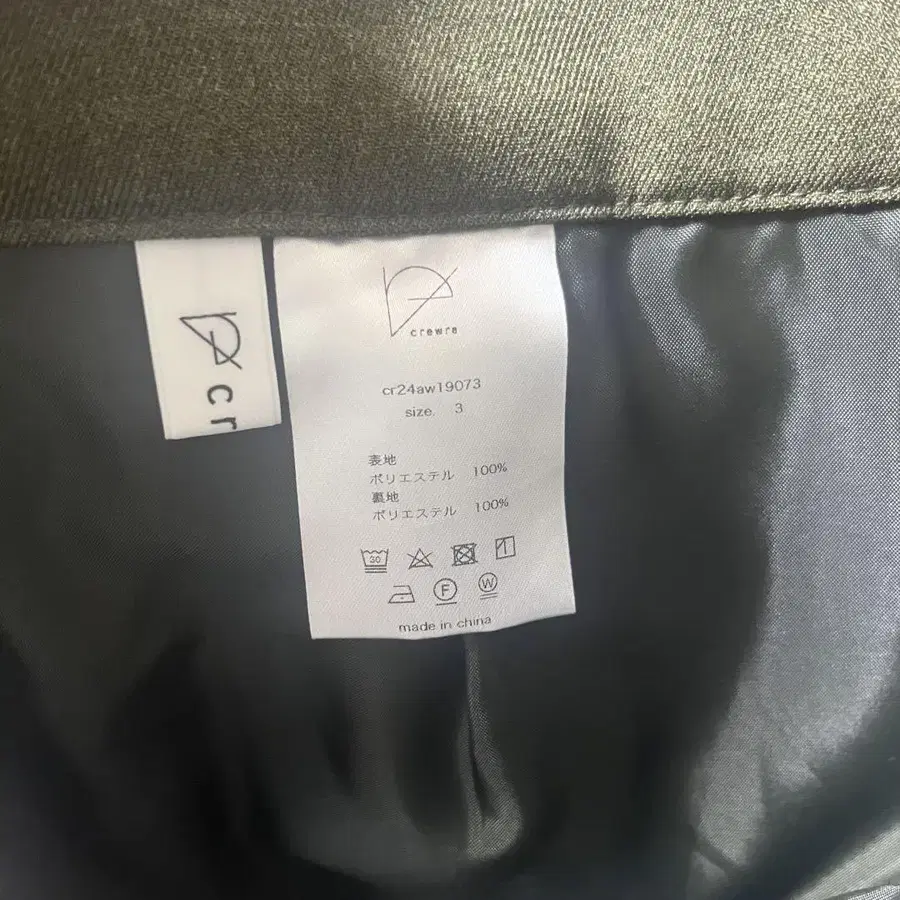 cr
crewre
cr24aw19073
size. 3
表地
ポリエステル 100%
裏地
ポリエステル 100%
30
F
W
made in china